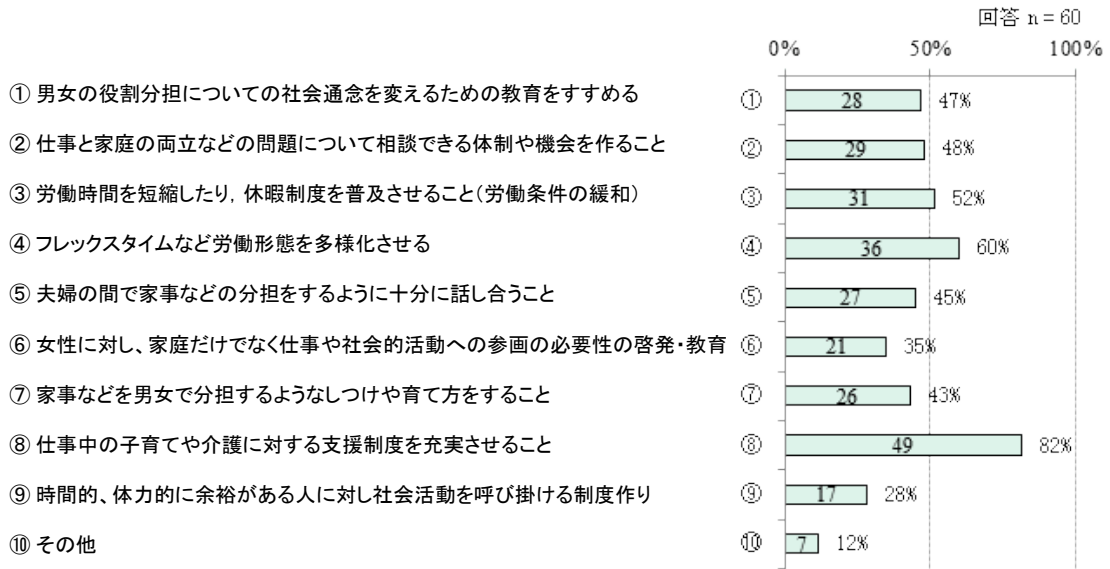 回答 n = 60
0% 50% 100%
① 男女の役割分担についての社会通念を変えるための教育をすすめる ① 28 47%
② 仕事と家庭の両立などの問題について相談できる体制や機会を作ること ② 29 48%
③ 労働時間を短縮したり, 休暇制度を普及させること(労働条件の緩和) ③ 31 52%
④ フレックスタイムなど労働形態を多様化させる ④ 36 60%
⑤ 夫婦の間で家事などの分担をするように十分に話し合うこと ⑤ 27 45%
⑥ 女性に対し、家庭だけでなく仕事や社会的活動への参画の必要性の啓発・教育 ⑥ 21 35%
⑦ 家事などを男女で分担するようなしつけや育て方をすること ⑦ 26 43%
⑧ 仕事中の子育てや介護に対する支援制度を充実させること ⑧ 49 82%
⑨ 時間的、体力的に余裕がある人に対し社会活動を呼び掛ける制度作り ⑨ 17 28%
⑩ その他 ⑩ 7 12%